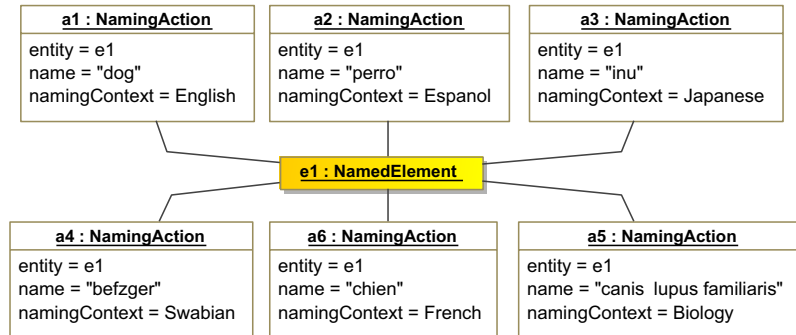 a1 : NamingAction
entity = e1
name = "dog"
namingContext = English
a2 : NamingAction
entity = e1
name = "perro"
namingContext = Espanol
a3 : NamingAction
entity = e1
name = "inu"
namingContext = Japanese
e1 : NamedElement
a4 : NamingAction
entity = e1
name = "befzger"
namingContext = Swabian
a6 : NamingAction
entity = e1
name = "chien"
namingContext = French
a5 : NamingAction
entity = e1
name = "canis lupus familiaris"
namingContext = Biology